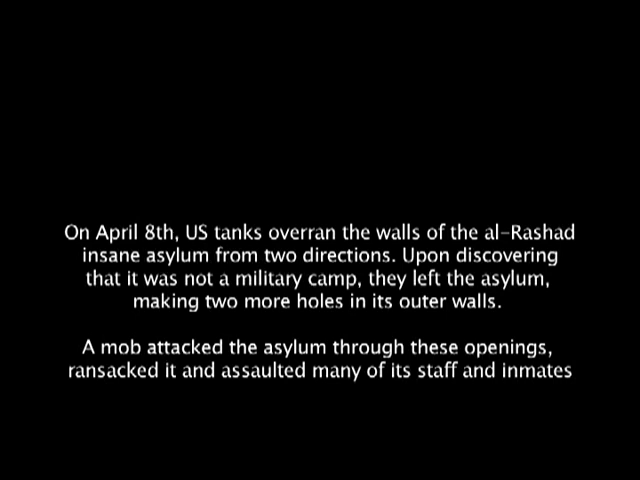 On April 8th, US tanks overran the walls of the al-Rashad
insane asylum from two directions. Upon discovering
that it was not a military camp, they left the asylum,
making two more holes in its outer walls.
A mob attacked the asylum through these openings,
ransacked it and assaulted many of its staff and inmates